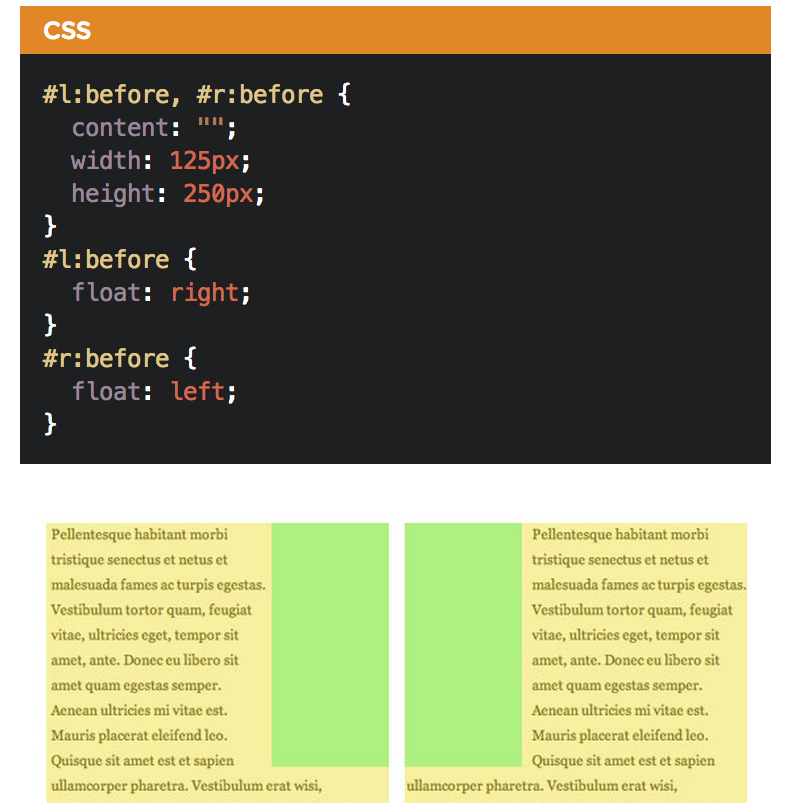 CSS
#l:before, #r:before {
  content: "";
  width: 125px;
  height: 250px;
}
#l:before {
  float: right;
}
#r:before {
  float: left;
}
Pellentesque habitant morbi
tristique senectus et netus et
malesuada fames ac turpis egestas.
Vestibulum tortor quam, feugiat
vitae, ultricies eget, tempor sit
amet, ante. Donec eu libero sit
amet quam egestas semper.
Aenean ultricies mi vitae est.
Mauris placerat eleifend leo.
Quisque sit amet est et sapien
ullamcorper pharetra. Vestibulum erat wisi,
Pellentesque habitant morbi
tristique senectus et netus et
malesuada fames ac turpis egestas.
Vestibulum tortor quam, feugiat
vitae, ultricies eget, tempor sit
amet, ante. Donec eu libero sit
amet quam egestas semper.
Aenean ultricies mi vitae est.
Mauris placerat eleifend leo.
Quisque sit amet est et sapien
ullamcorper pharetra. Vestibulum erat wisi,